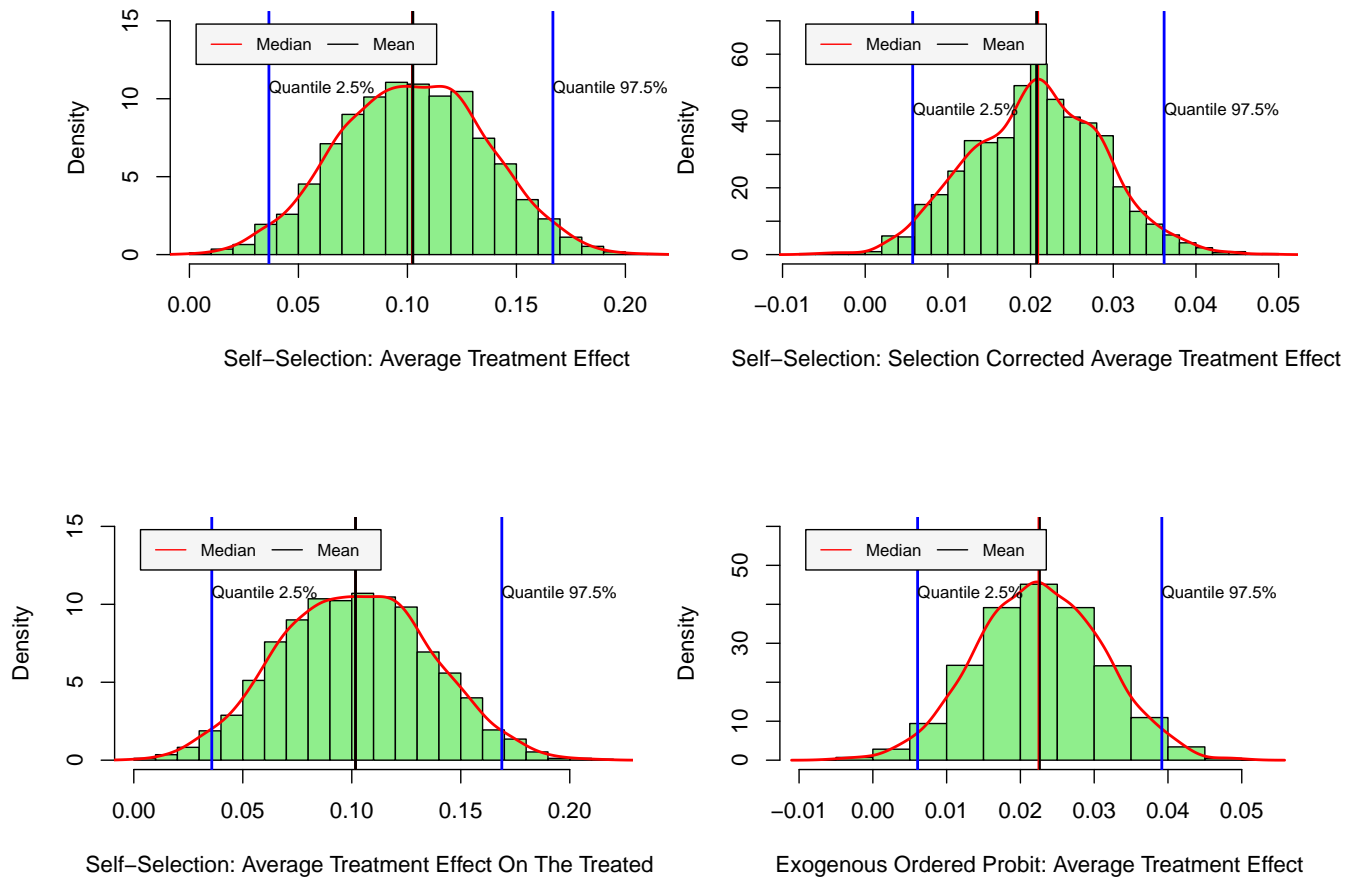 15
10
5
0
Density
Median Mean
Quantile 2.5%
Quantile 97.5%
0.00 0.05 0.10 0.15 0.20
Self−Selection: Average Treatment Effect
60
40
20
0
Density
Median Mean
Quantile 2.5%
Quantile 97.5%
−0.01 0.00 0.01 0.02 0.03 0.04 0.05
Self−Selection: Selection Corrected Average Treatment Effect
15
10
5
0
Density
Median Mean
Quantile 2.5%
Quantile 97.5%
0.00 0.05 0.10 0.15 0.20
Self−Selection: Average Treatment Effect On The Treated
50
30
10
0
Density
Median Mean
Quantile 2.5%
Quantile 97.5%
−0.01 0.00 0.01 0.02 0.03 0.04 0.05
Exogenous Ordered Probit: Average Treatment Effect